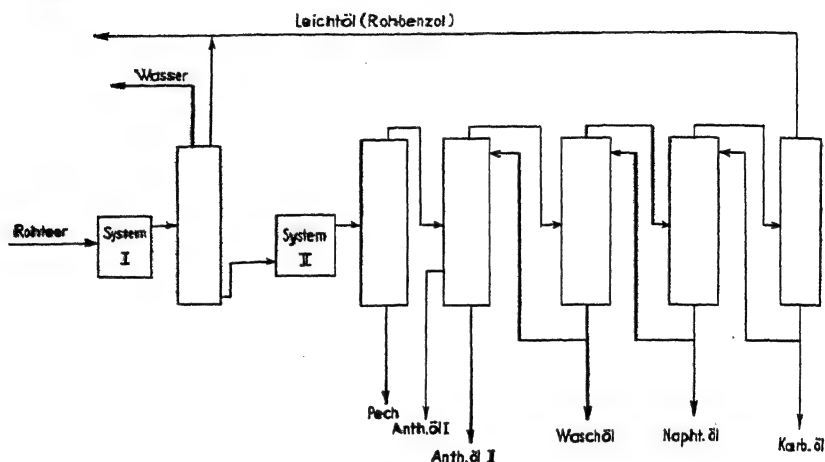 Leichtöl (Rohbenzol)
Wasser
Rohteer
System
I
System
II
Pech
Anth. öl I
Anth. öl II
Waschöl
Napht. öl
Karb. öl